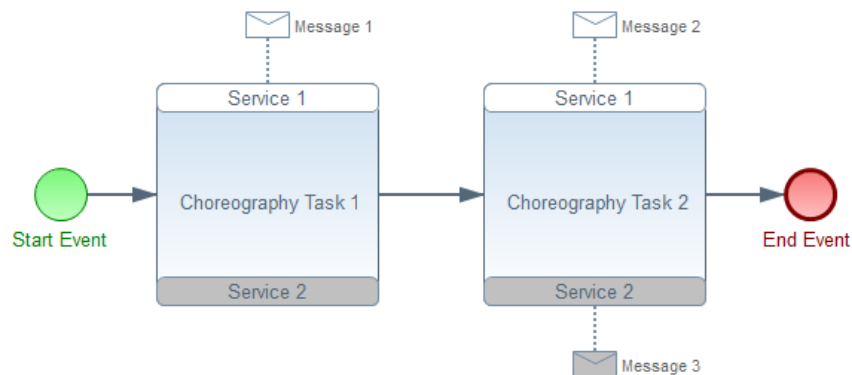 Message 1
Message 2
Service 1
Service 1
Choreography Task 1
Choreography Task 2
Start Event
End Event
Service 2
Service 2
Message 3